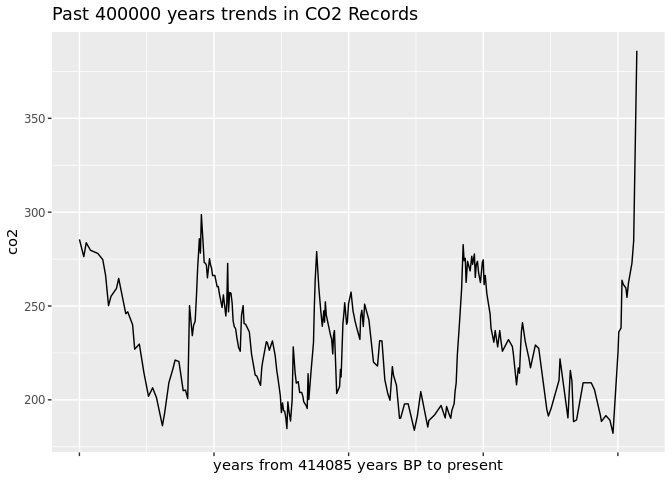 Past 400000 years trends in CO2 Records
350
300
250
200
co2
years from 414085 years BP to present